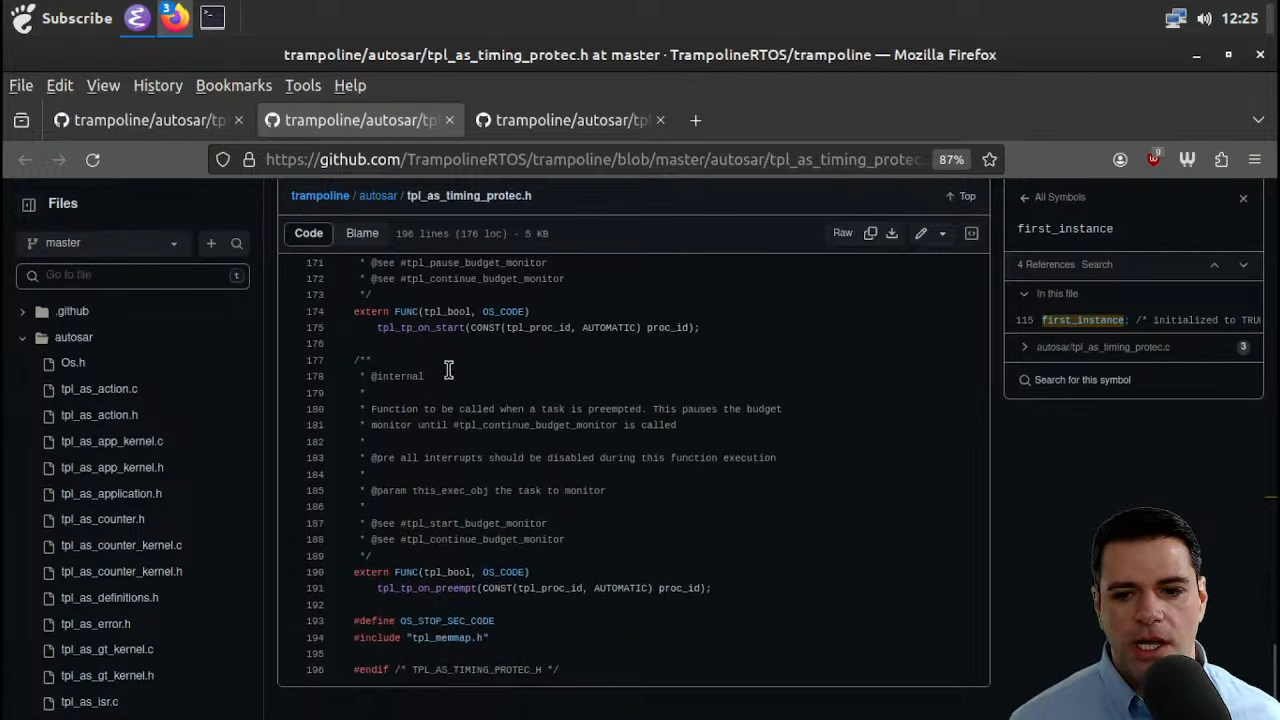 Subscribe
3
12:25
trampoline/autosar/tpl_as_timing_protec.h at master · TrampolineRTOS/trampoline — Mozilla Firefox
File Edit View History Bookmarks Tools Help
trampoline/autosar/tp
trampoline/autosar/tpl
trampoline/autosar/tpl
https://github.com/TrampolineRTOS/trampoline/blob/master/autosar/tpl_as_timing_protec
87%
9
Files
trampoline / autosar / tpl_as_timing_protec.h
Top
All Symbols
master
Code Blame 196 lines (176 loc) · 5 KB
Raw
first_instance
Go to file
t
4 References Search
In this file
115 first_instance; /* initialized to TRU
autosar/tpl_as_timing_protec.c 3
Search for this symbol
.github
autosar
Os.h
tpl_as_action.c
tpl_as_action.h
tpl_as_app_kernel.c
tpl_as_app_kernel.h
tpl_as_application.h
tpl_as_counter.h
tpl_as_counter_kernel.c
tpl_as_counter_kernel.h
tpl_as_definitions.h
tpl_as_error.h
tpl_as_gt_kernel.c
tpl_as_gt_kernel.h
tpl_as_isr.c
171 * @see #tpl_pause_budget_monitor
172 * @see #tpl_continue_budget_monitor
173 */
174 extern FUNC(tpl_bool, OS_CODE)
175 tpl_tp_on_start(CONST(tpl_proc_id, AUTOMATIC) proc_id);
176
177 /**
178 * @internal
179 *
180 * Function to be called when a task is preempted. This pauses the budget
181 * monitor until #tpl_continue_budget_monitor is called
182 *
183 * @pre all interrupts should be disabled during this function execution
184 *
185 * @param this_exec_obj the task to monitor
186 *
187 * @see #tpl_start_budget_monitor
188 * @see #tpl_continue_budget_monitor
189 */
190 extern FUNC(tpl_bool, OS_CODE)
191 tpl_tp_on_preempt(CONST(tpl_proc_id, AUTOMATIC) proc_id);
192
193 #define OS_STOP_SEC_CODE
194 #include "tpl_memmap.h"
195
196 #endif /* TPL_AS_TIMING_PROTEC_H */